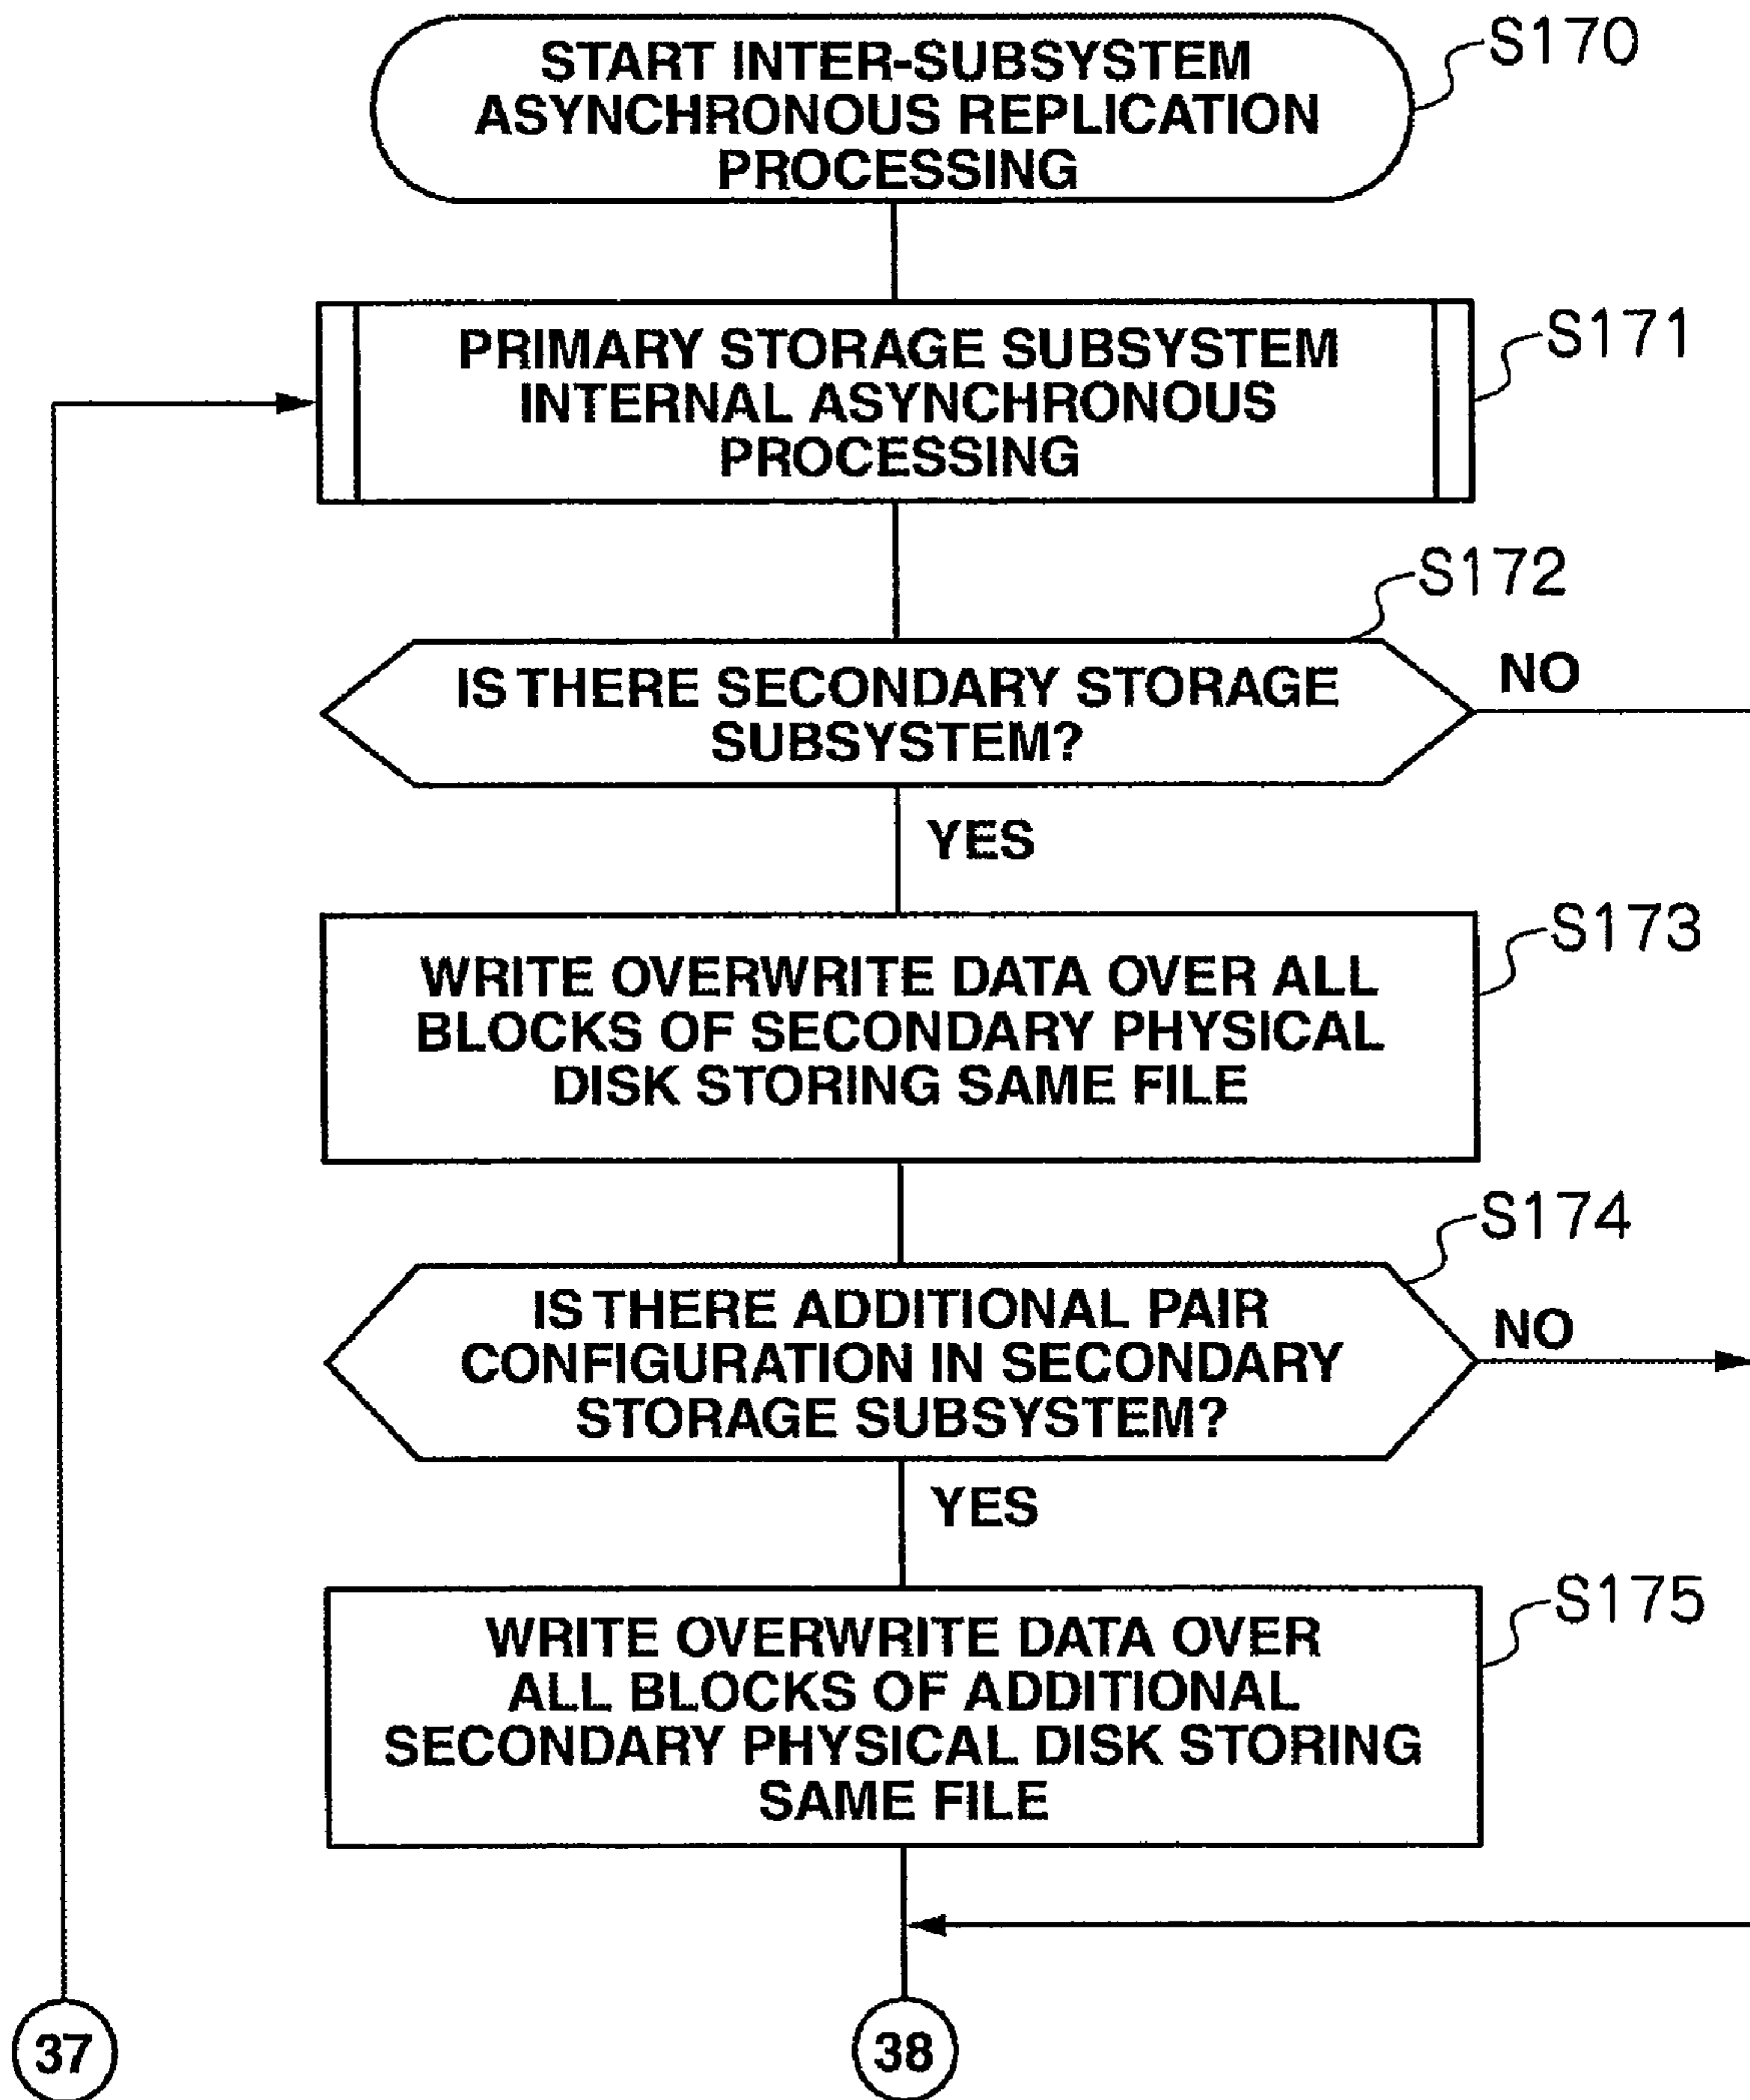 START INTER-SUBSYSTEM
ASYNCHRONOUS REPLICATION
PROCESSING
S170
PRIMARY STORAGE SUBSYSTEM
INTERNAL ASYNCHRONOUS
PROCESSING
S171
S172
IS THERE SECONDARY STORAGE
SUBSYSTEM?
NO
YES
S173
WRITE OVERWRITE DATA OVER ALL
BLOCKS OF SECONDARY PHYSICAL
DISK STORING SAME FILE
S174
IS THERE ADDITIONAL PAIR
CONFIGURATION IN SECONDARY
STORAGE SUBSYSTEM?
NO
YES
S175
WRITE OVERWRITE DATA OVER
ALL BLOCKS OF ADDITIONAL
SECONDARY PHYSICAL DISK STORING
SAME FILE
37
38